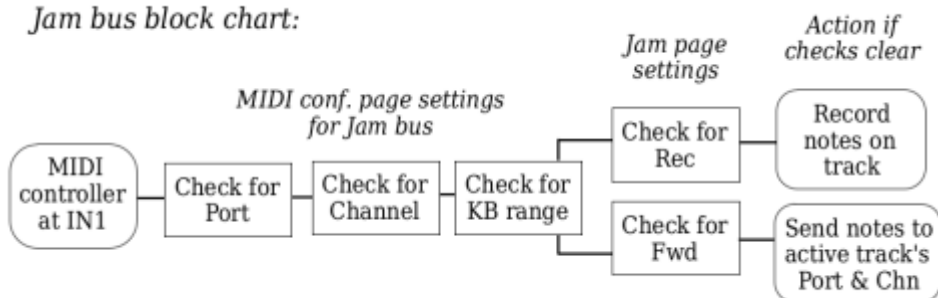 Jam bus block chart:
Action if
checks clear
Jam page
settings
MIDI conf. page settings
for Jam bus
MIDI
controller
at IN1
Check for
Port
Check for
Channel
Check for
KB range
Check for
Rec
Record
notes on
track
Check for
Fwd
Send notes to
active track's
Port & Chn